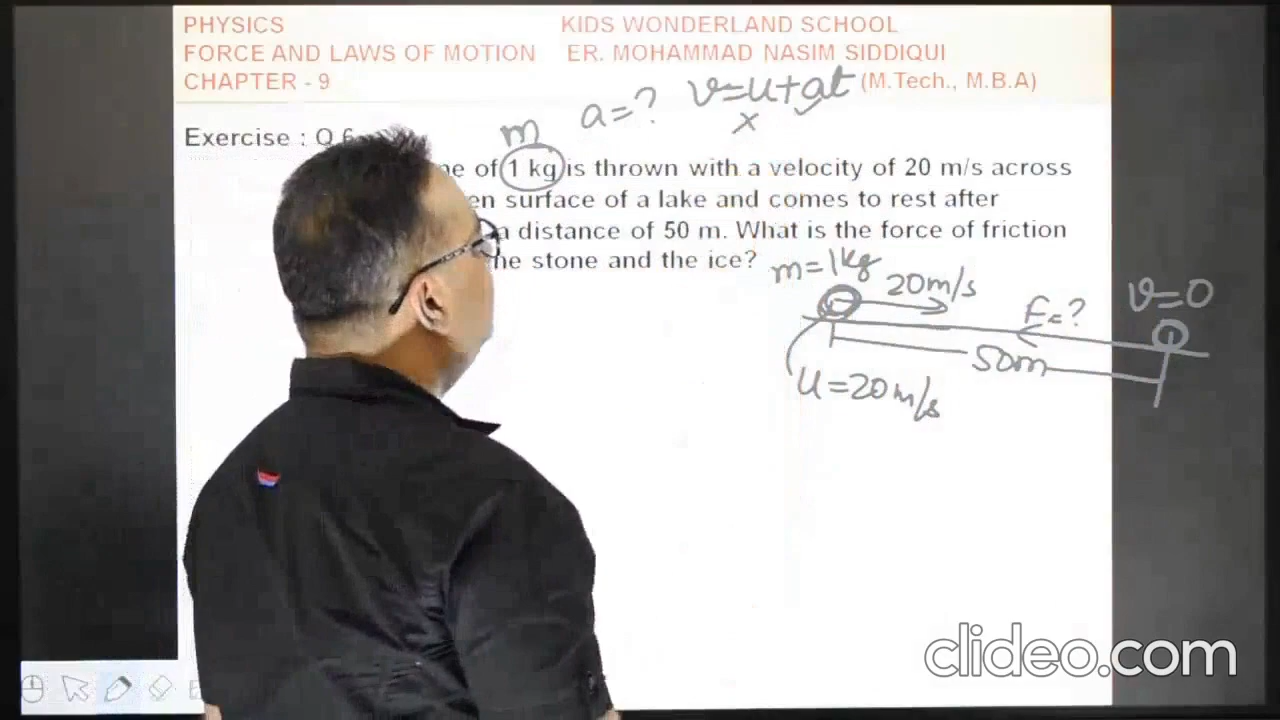 PHYSICS KIDS WONDERLAND SCHOOL
FORCE AND LAWS OF MOTION ER. MOHAMMAD NASIM SIDDIQUI
CHAPTER - 9 a=? v=u+at (M.Tech., M.B.A)
x
Exercise : Q 6 m
of 1 kg is thrown with a velocity of 20 m/s across
surface of a lake and comes to rest after
a distance of 50 m. What is the force of friction
stone and the ice? m=1kg
20m/s
F=? v=0
50m
u=20m/s
clideo.com